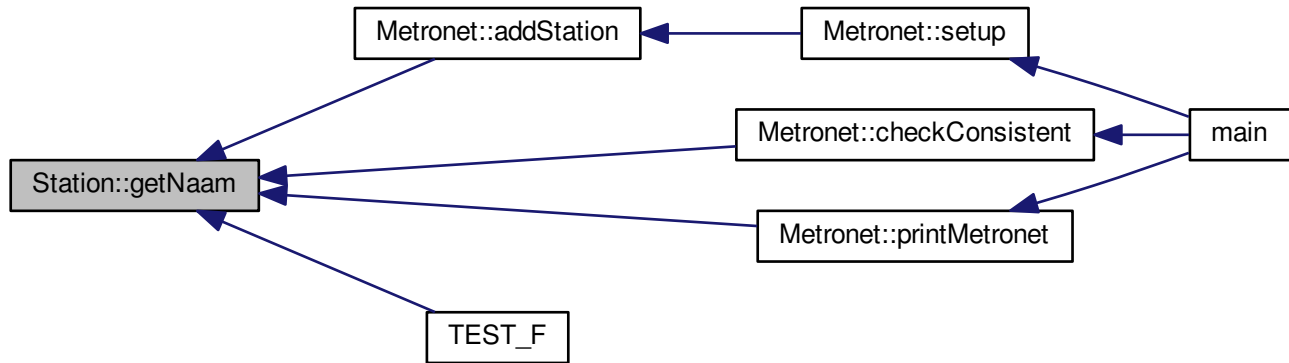 Metronet::addStation
Metronet::setup
Metronet::checkConsistent
main
Station::getNaam
Metronet::printMetronet
TEST_F